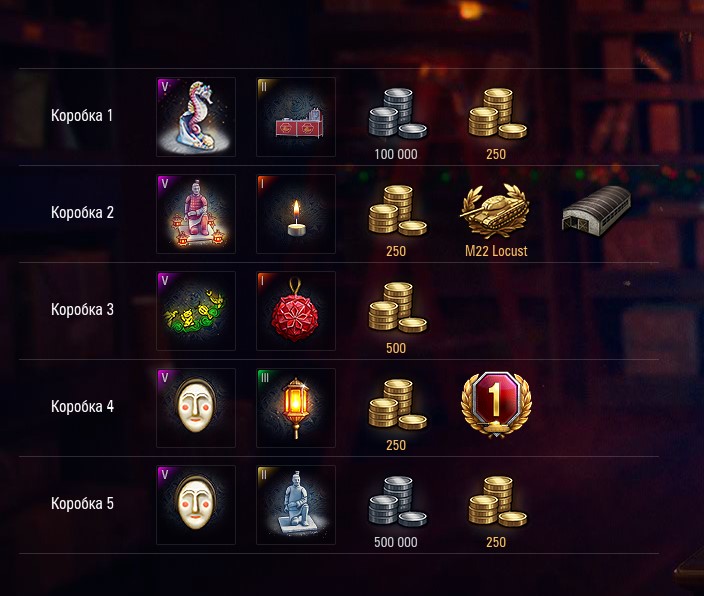 Коробка 1
V
II
100 000
250
Коробка 2
V
I
250
M22 Locust
Коробка 3
V
I
500
Коробка 4
V
III
250
1
Коробка 5
V
II
500 000
250